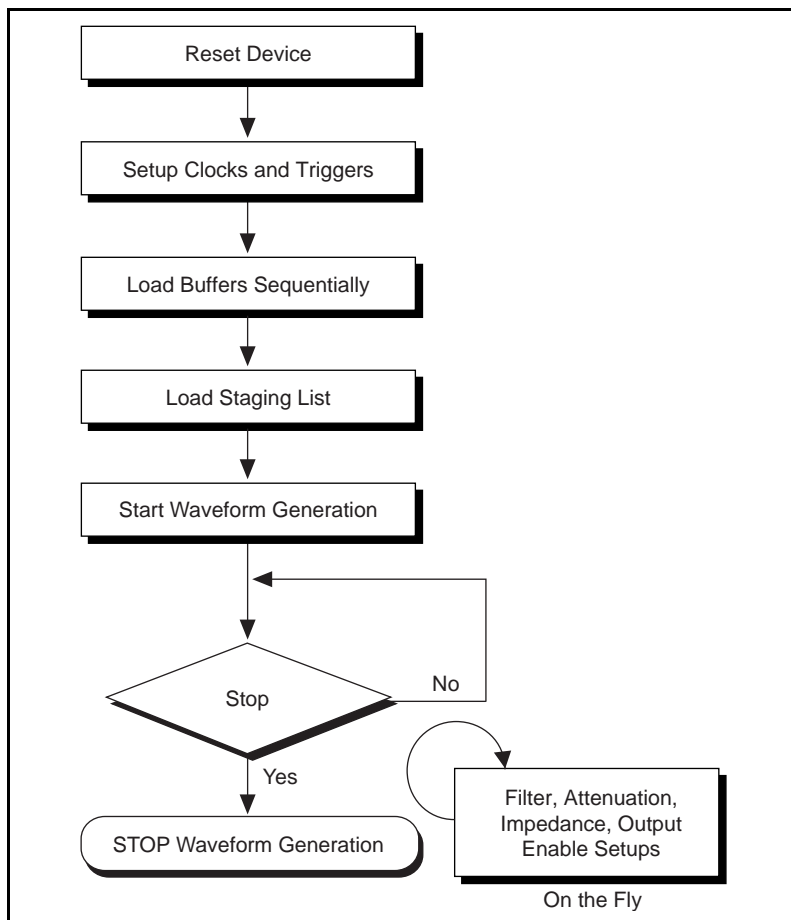 Reset Device
Setup Clocks and Triggers
Load Buffers Sequentially
Load Staging List
Start Waveform Generation
Stop
No
Yes
STOP Waveform Generation
Filter, Attenuation,
Impedance, Output
Enable Setups
On the Fly